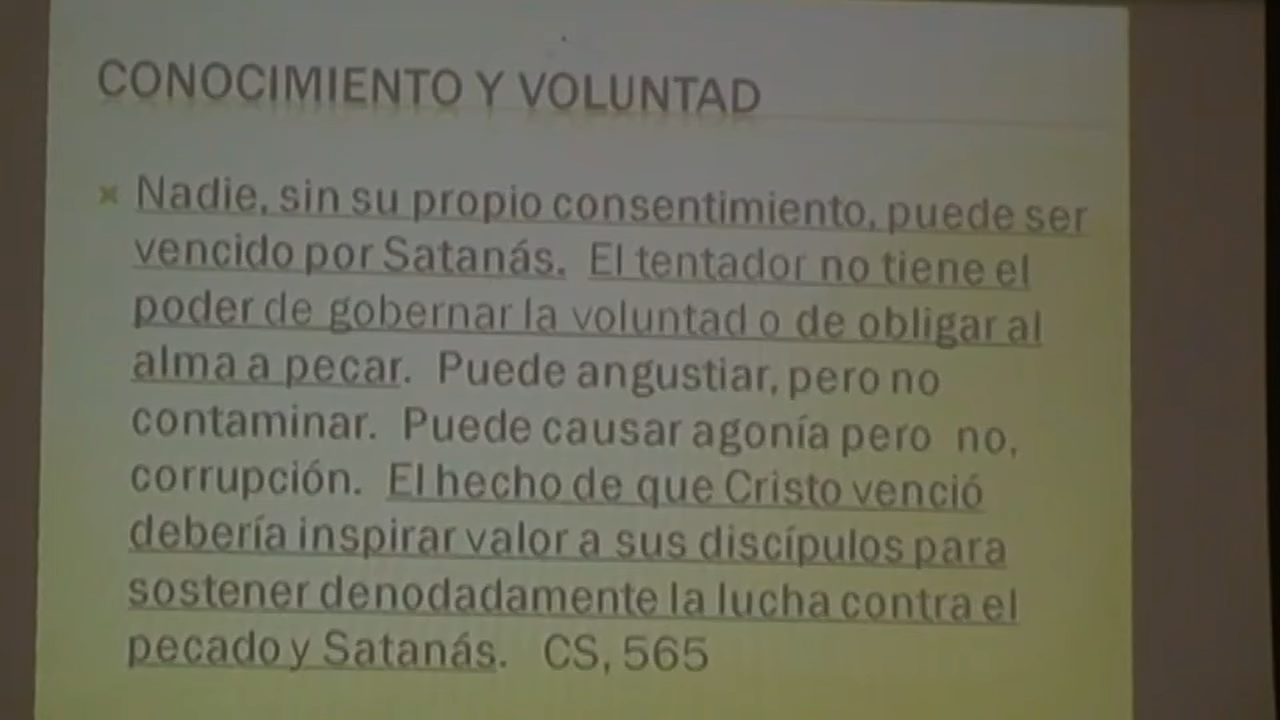 CONOCIMIENTO Y VOLUNTAD
Nadie, sin su propio consentimiento, puede ser
vencido por Satanás. El tentador no tiene el
poder de gobernar la voluntad o de obligar al
alma a pecar. Puede angustiar, pero no
contaminar. Puede causar agonía pero no,
corrupción. El hecho de que Cristo venció
debería inspirar valor a sus discípulos para
sostener denodadamente la lucha contra el
pecado y Satanás. CS, 565